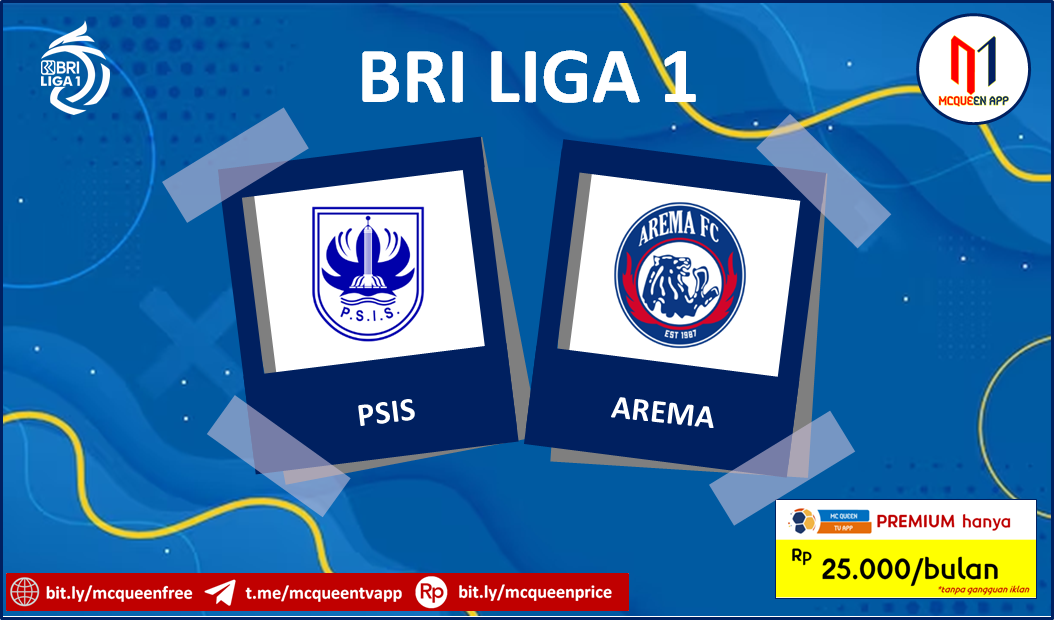 BRI
LIGA 1
BRI LIGA 1
MCQUEEN APP
P.S.I.S.
AREMA FC
EST 1987
PSIS
AREMA
MC QUEEN
TU APP
PREMIUM hanya
Rp 25.000/bulan
*tanpa gangguan iklan
bit.ly/mcqueenfree t.me/mcqueentvapp Rp bit.ly/mcqueenprice